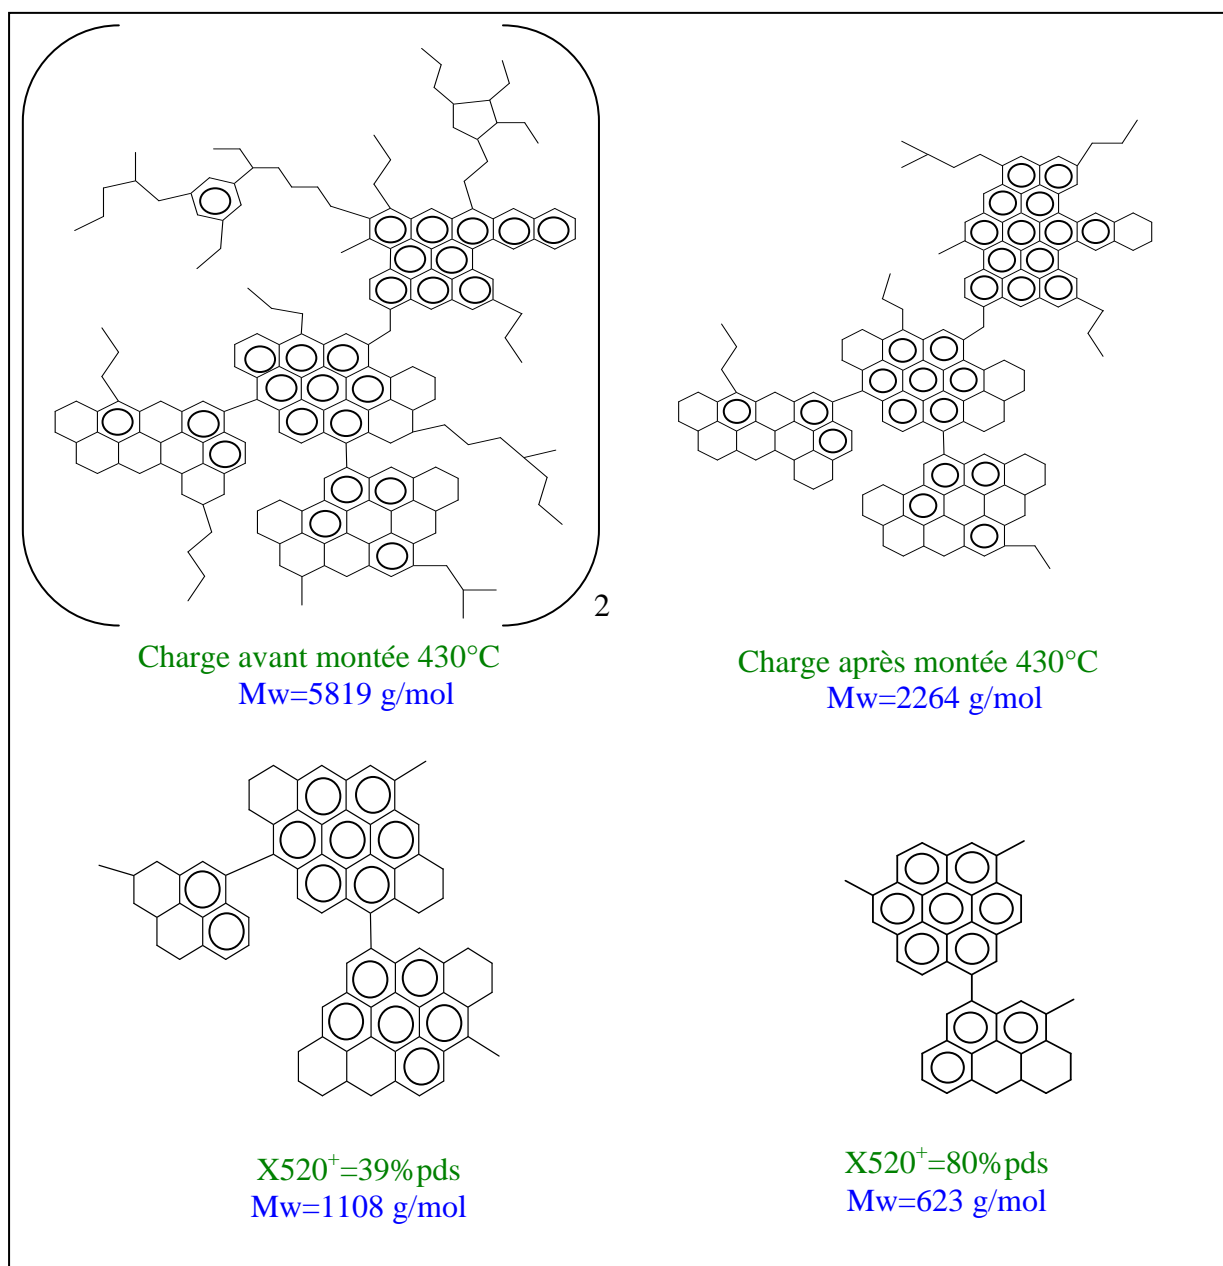 2
Charge avant montée 430°C
Mw=5819 g/mol
Charge après montée 430°C
Mw=2264 g/mol
X520⁺=39%pds
Mw=1108 g/mol
X520⁺=80%pds
Mw=623 g/mol